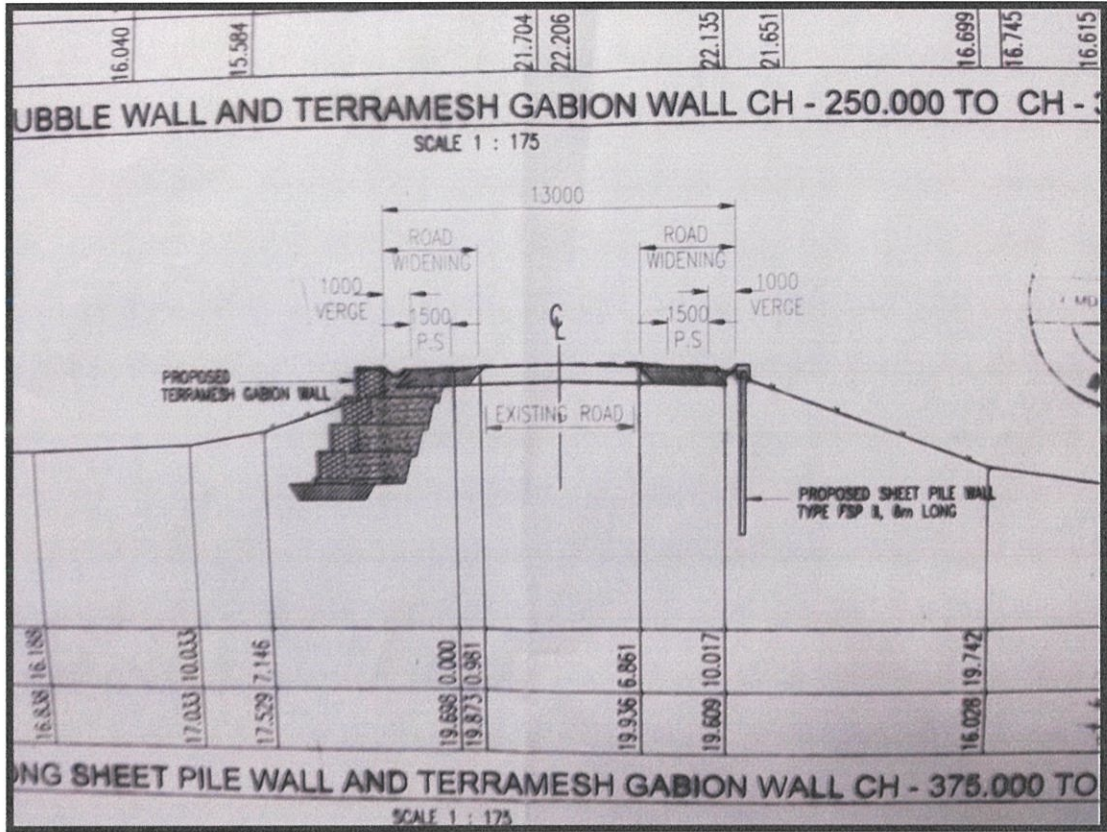 16.040
15.584
21.704
22.206
22.135
21.651
16.699
16.745
16.615
UBBLE WALL AND TERRAMESH GABION WALL CH - 250.000 TO CH - 3
SCALE 1 : 175
13000
ROAD
WIDENING
ROAD
WIDENING
1000
VERGE
1500
P.S
CL
1500
P.S
1000
VERGE
MD
PROPOSED
TERRAMESH GABION WALL
EXISTING ROAD
PROPOSED SHEET PILE WALL
TYPE FSP II, 8m LONG
16.188
10.033
7.146
0.000
0.981
6.861
10.017
19.742
16.838
17.033
17.529
19.698
19.873
19.936
19.609
16.028
ONG SHEET PILE WALL AND TERRAMESH GABION WALL CH - 375.000 TO
SCALE 1 : 175